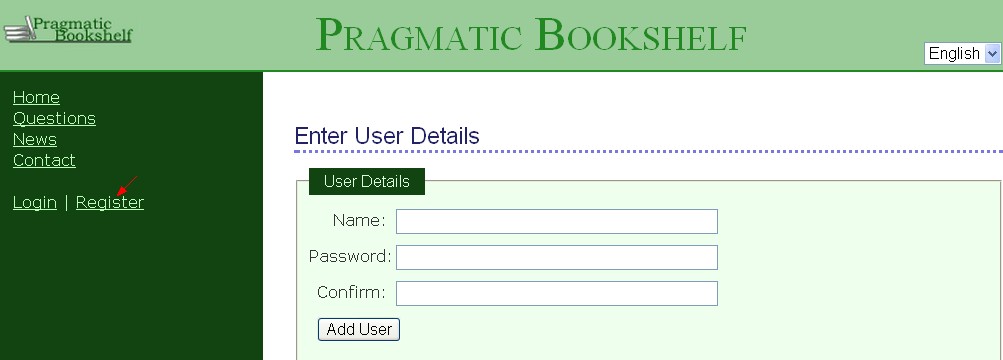 Pragmatic
Bookshelf
PRAGMATIC BOOKSHELF
English
Home
Questions
News
Contact
Login | Register
Enter User Details
User Details
Name:
Password:
Confirm:
Add User